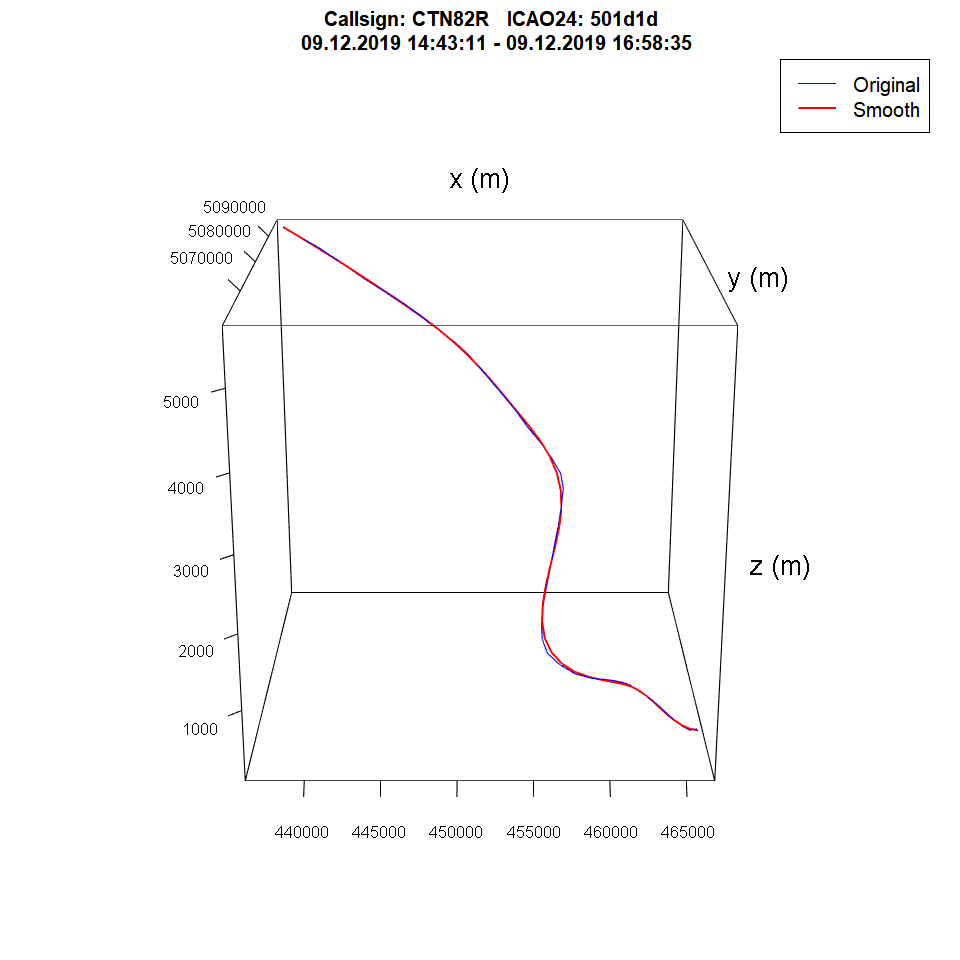 Callsign: CTN82R   ICAO24: 501d1d
09.12.2019 14:43:11 - 09.12.2019 16:58:35
Original
Smooth
x (m)
5090000
5080000
5070000
y (m)
5000
4000
3000
z (m)
2000
1000
440000 445000 450000 455000 460000 465000